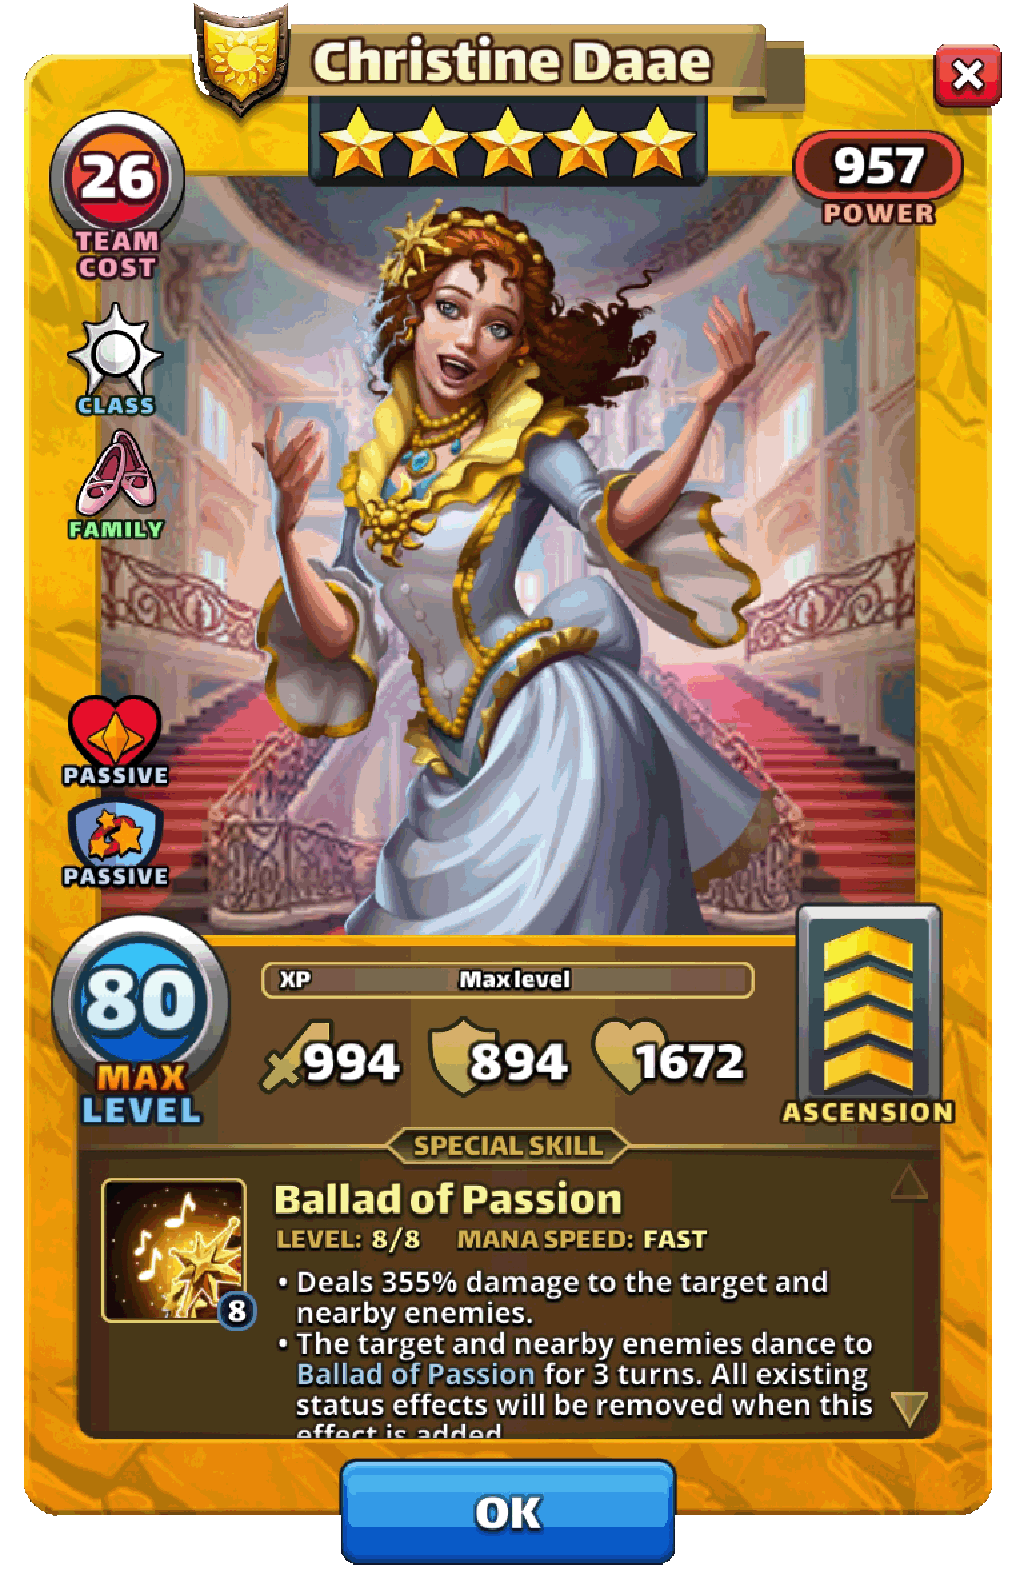 Christine Daae
26
TEAM
COST
957
POWER
CLASS
FAMILY
PASSIVE
PASSIVE
80
MAX
LEVEL
XP
Max level
994
894
1672
ASCENSION
SPECIAL SKILL
Ballad of Passion
LEVEL: 8/8 MANA SPEED: FAST
8
• Deals 355% damage to the target and
nearby enemies.
• The target and nearby enemies dance to
Ballad of Passion for 3 turns. All existing
status effects will be removed when this
effect is added
OK